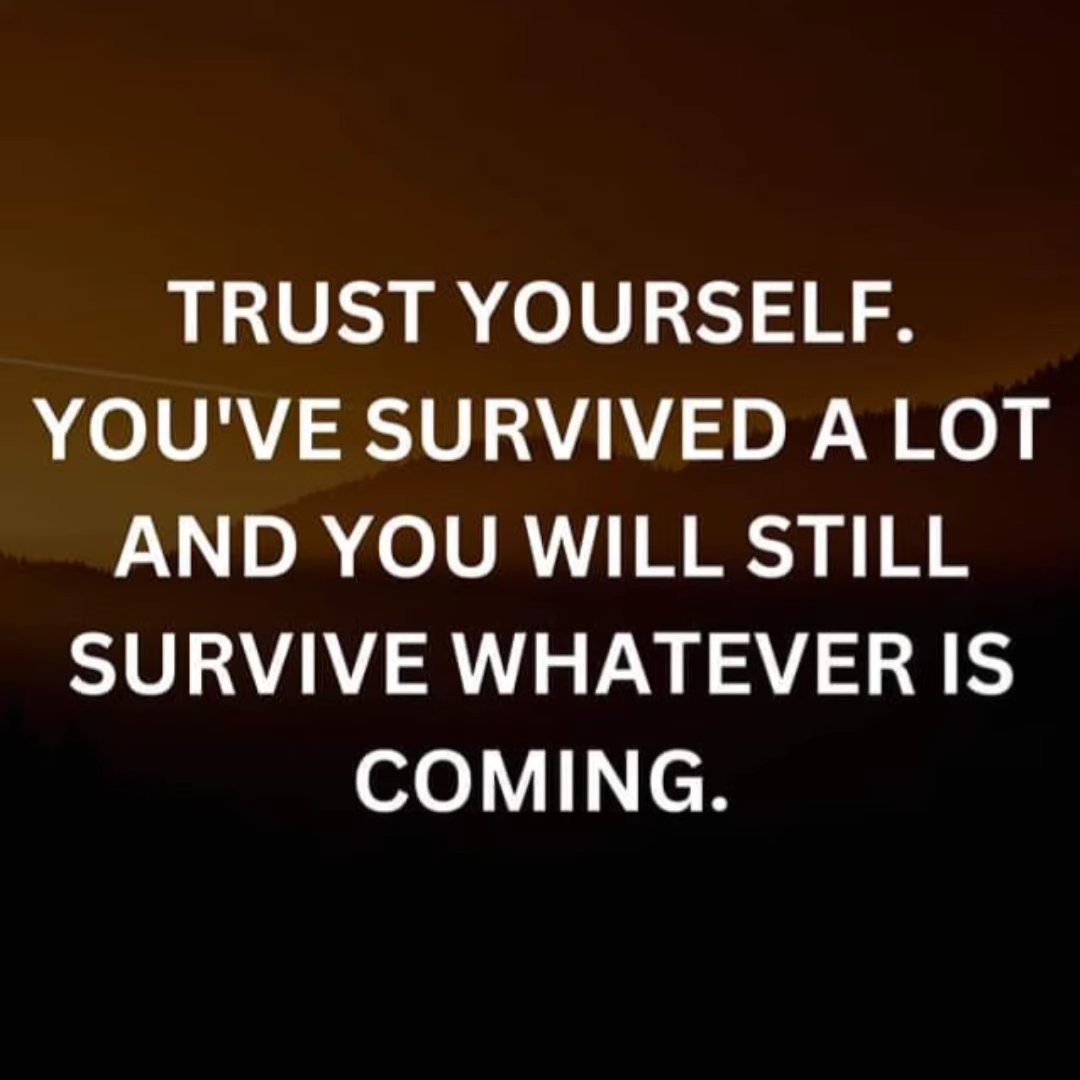 TRUST YOURSELF.
YOU'VE SURVIVED A LOT
AND YOU WILL STILL
SURVIVE WHATEVER IS
COMING.